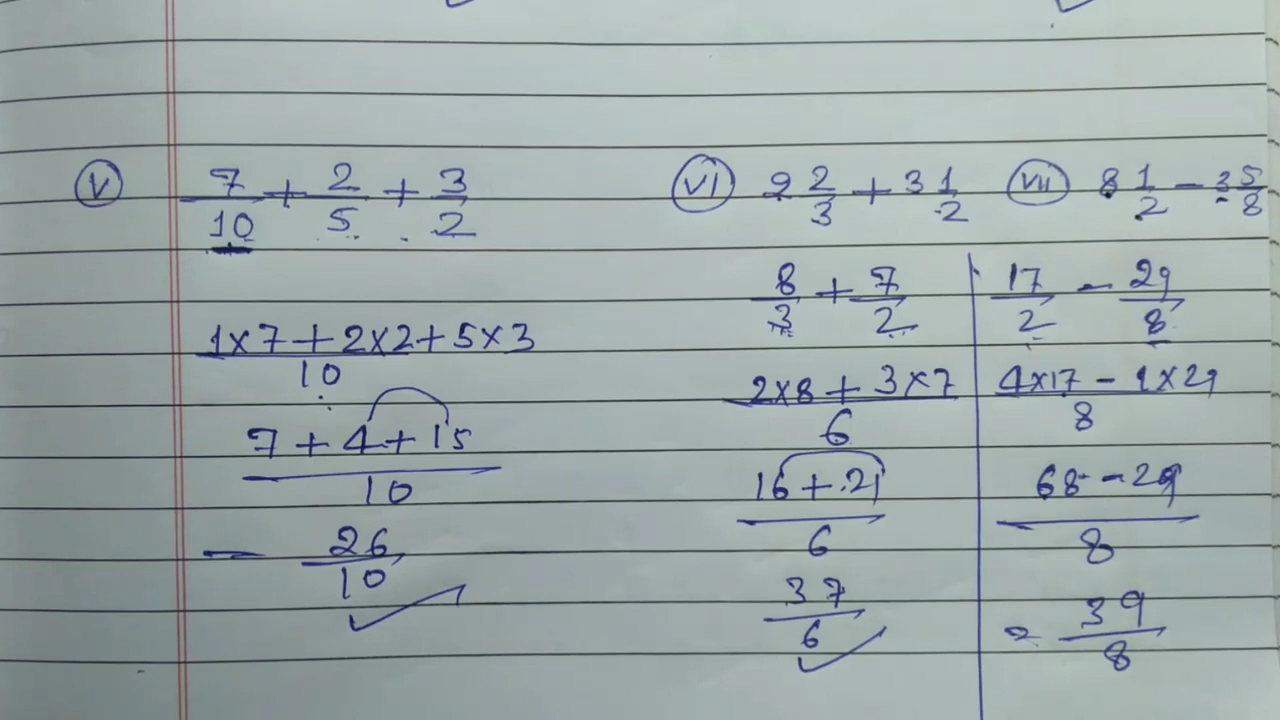 (v) 7/10 + 2/5 + 3/2
1×7 + 2×2 + 5×3 / 10
7 + 4 + 15 / 10
— 26/10
(vi) 2 2/3 + 3 1/2
8/3 + 7/2
2×8 + 3×7 / 6
16 + 21 / 6
37/6
(vii) 8 1/2 - 3 5/8
17/2 - 29/8
4×17 - 1×29 / 8
68 - 29 / 8
= 39/8